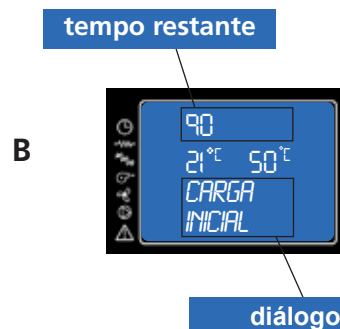 tempo restante
B
90
21°C 50°C
CARGA
INICIAL
diálogo